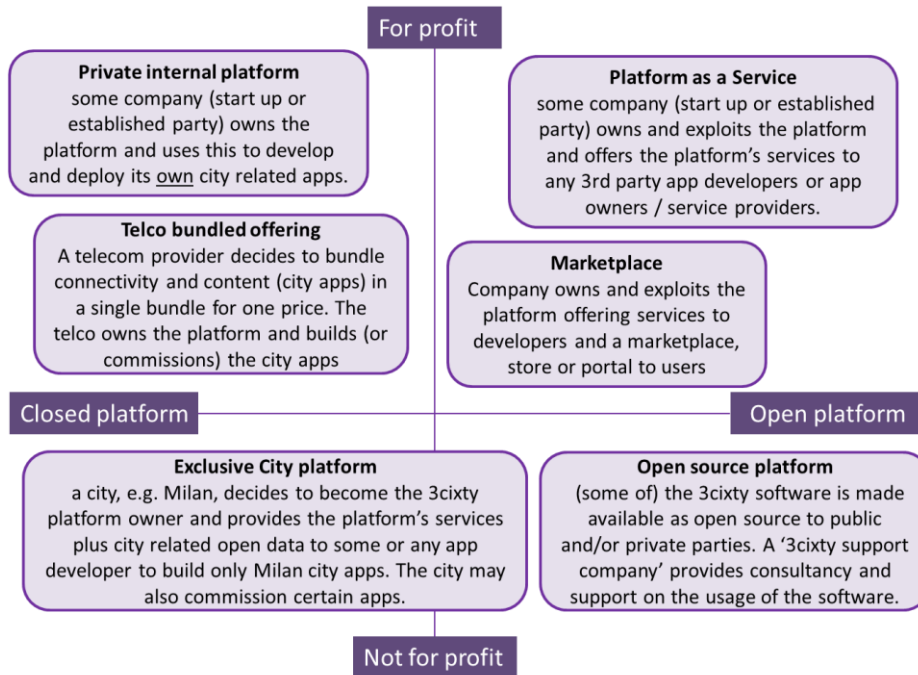 For profit
Private internal platform
some company (start up or
established party) owns the
platform and uses this to develop
and deploy its own city related apps.
Platform as a Service
some company (start up or established
party) owns and exploits the platform
and offers the platform’s services to
any 3rd party app developers or app
owners / service providers.
Telco bundled offering
A telecom provider decides to bundle
connectivity and content (city apps) in
a single bundle for one price. The
telco owns the platform and builds (or
commissions) the city apps
Marketplace
Company owns and exploits the
platform offering services to
developers and a marketplace,
store or portal to users
Closed platform
Open platform
Exclusive City platform
a city, e.g. Milan, decides to become the 3cixty
platform owner and provides the platform’s services
plus city related open data to some or any app
developer to build only Milan city apps. The city may
also commission certain apps.
Open source platform
(some of) the 3cixty software is made
available as open source to public
and/or private parties. A ‘3cixty support
company’ provides consultancy and
support on the usage of the software.
Not for profit